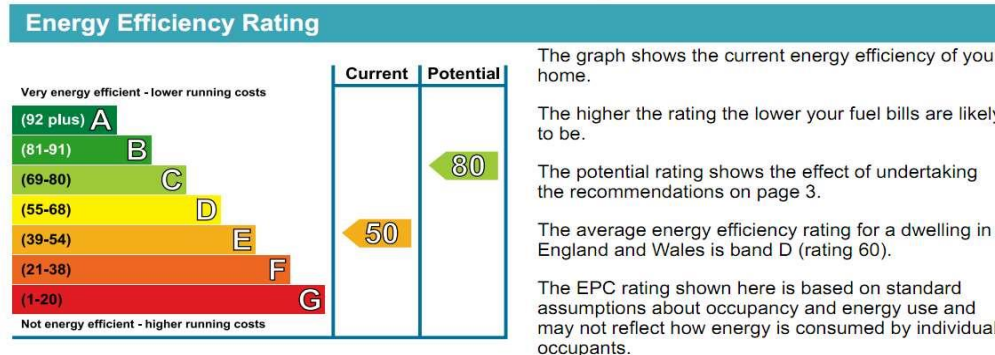 Energy Efficiency Rating
Current Potential
Very energy efficient - lower running costs
(92 plus) A
(81-91) B
(69-80) C
80
(55-68) D
(39-54) E
50
(21-38) F
(1-20) G
Not energy efficient - higher running costs
The graph shows the current energy efficiency of you
home.
The higher the rating the lower your fuel bills are likely
to be.
The potential rating shows the effect of undertaking
the recommendations on page 3.
The average energy efficiency rating for a dwelling in
England and Wales is band D (rating 60).
The EPC rating shown here is based on standard
assumptions about occupancy and energy use and
may not reflect how energy is consumed by individual
occupants.